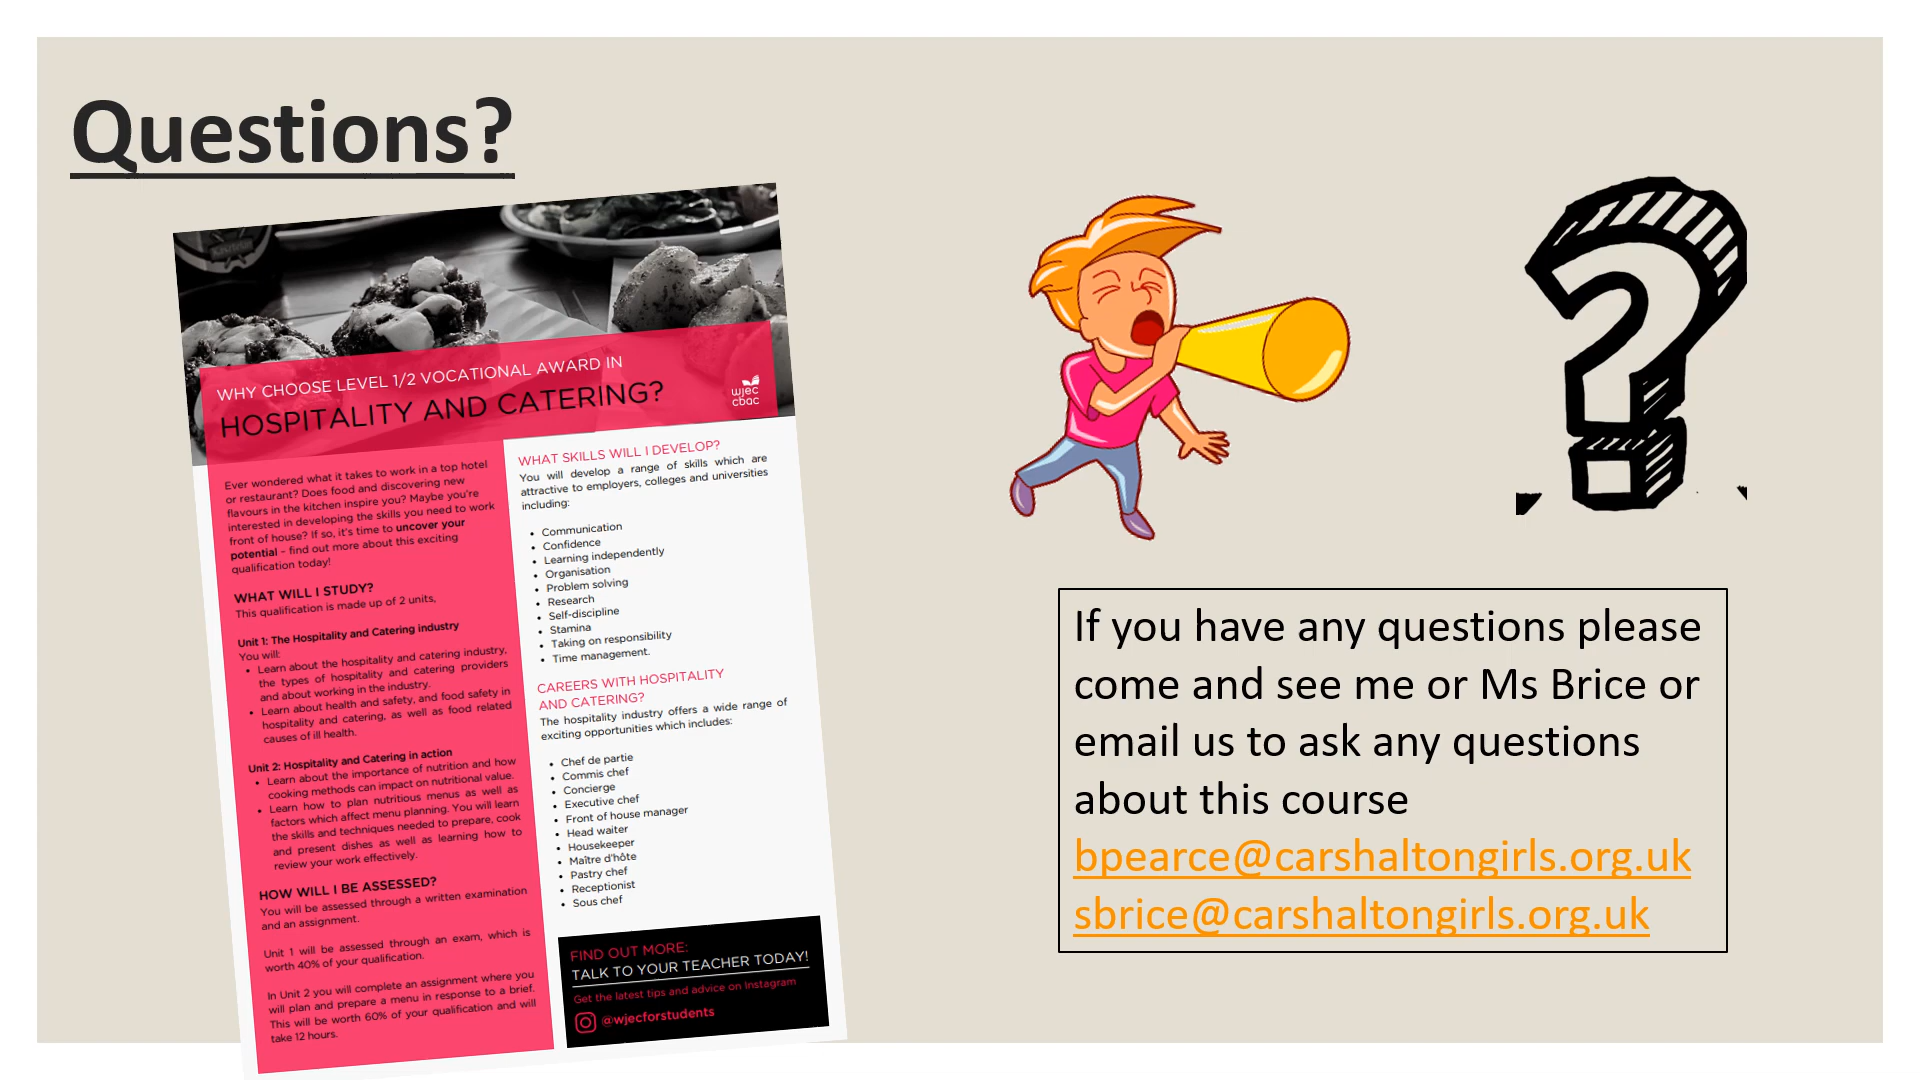 Questions?
WHY CHOOSE LEVEL 1/2 VOCATIONAL AWARD IN
HOSPITALITY AND CATERING?
wjec
cbac
Ever wondered what it takes to work in a top hotel
or restaurant? Does food and discovering new
flavours in the kitchen inspire you? Maybe you're
interested in developing the skills you need to work
front of house? If so, it's time to uncover your
potential – find out more about this exciting
qualification today!
WHAT WILL I STUDY?
This qualification is made up of 2 units,
Unit 1: The Hospitality and Catering industry
You will:
• Learn about the hospitality and catering industry,
the types of hospitality and catering providers
and about working in the industry.
• Learn about health and safety, and food safety in
hospitality and catering, as well as food related
causes of ill health.
Unit 2: Hospitality and Catering in action
• Learn about the importance of nutrition and how
cooking methods can impact on nutritional value.
• Learn how to plan nutritious menus as well as
factors which affect menu planning. You will learn
the skills and techniques needed to prepare, cook
and present dishes as well as learning how to
review your work effectively.
HOW WILL I BE ASSESSED?
You will be assessed through a written examination
and an assignment.
Unit 1 will be assessed through an exam, which is
worth 40% of your qualification.
In Unit 2 you will complete an assignment where you
will plan and prepare a menu in response to a brief.
This will be worth 60% of your qualification and will
take 12 hours.
WHAT SKILLS WILL I DEVELOP?
You will develop a range of skills which are
attractive to employers, colleges and universities
including:
• Communication
• Confidence
• Learning independently
• Organisation
• Problem solving
• Research
• Self-discipline
• Stamina
• Taking on responsibility
• Time management.
CAREERS WITH HOSPITALITY
AND CATERING?
The hospitality industry offers a wide range of
exciting opportunities which includes:
• Chef de partie
• Commis chef
• Concierge
• Executive chef
• Front of house manager
• Head waiter
• Housekeeper
• Maître d'hôte
• Pastry chef
• Receptionist
• Sous chef
FIND OUT MORE:
TALK TO YOUR TEACHER TODAY!
Get the latest tips and advice on Instagram
@wjecforstudents
If you have any questions please
come and see me or Ms Brice or
email us to ask any questions
about this course
bpearce@carshaltongirls.org.uk
sbrice@carshaltongirls.org.uk